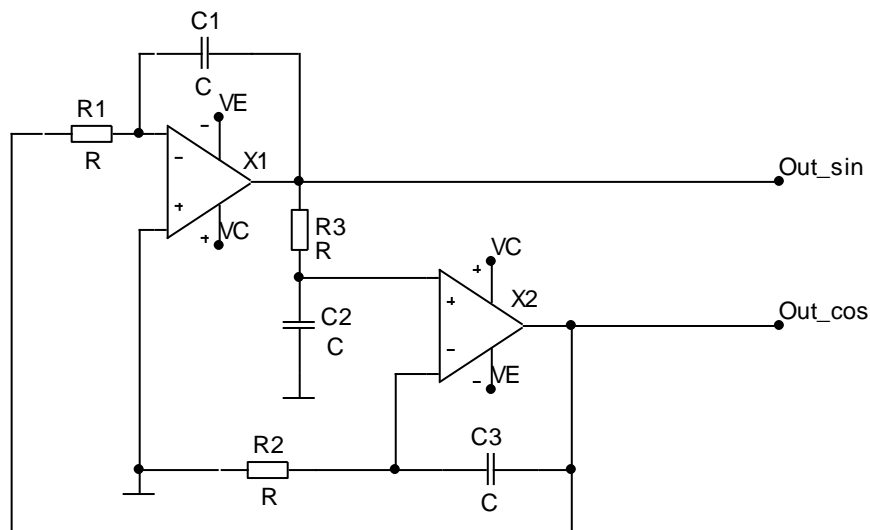 C1
C
R1
R
VE
-
-
+
X1
+
VC
Out_sin
R3
R
VC
+
+
-
X2
-
VE
C2
C
Out_cos
R2
R
C3
C